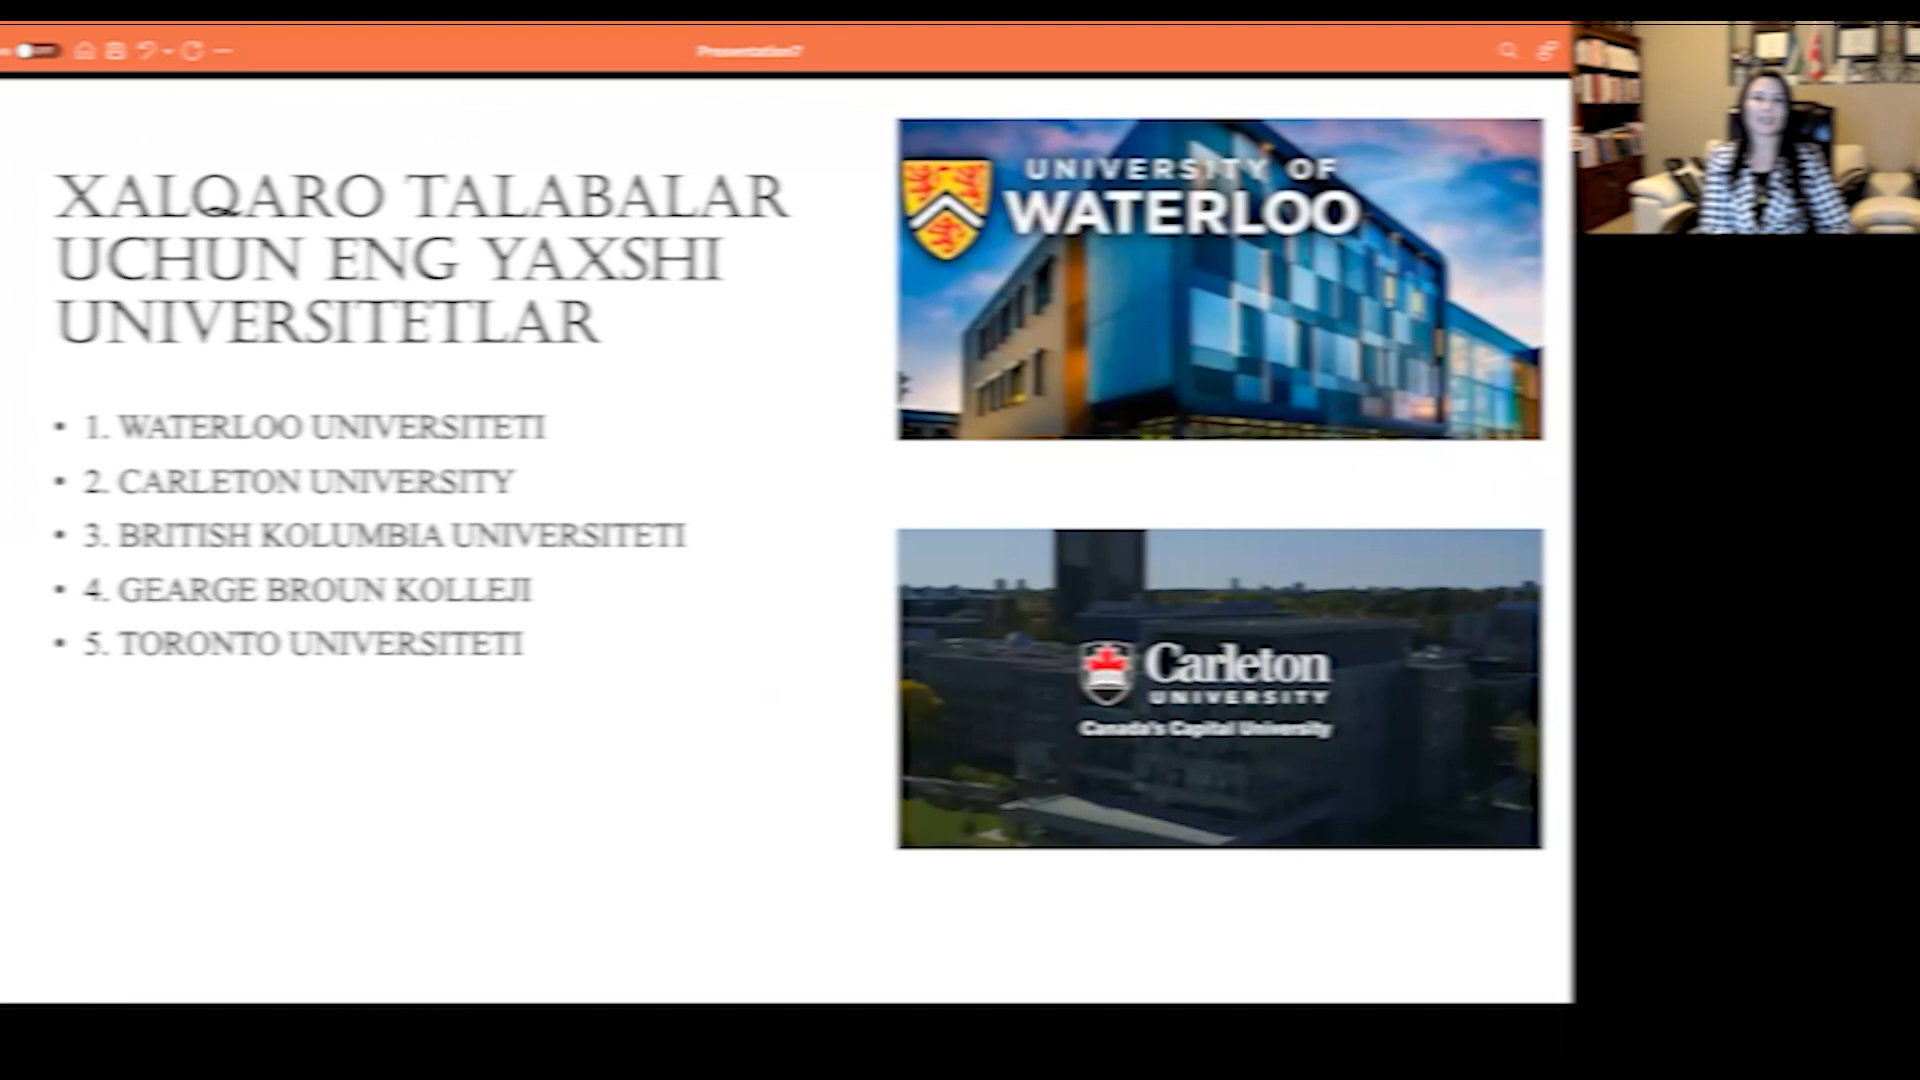 Presentation7
XALQARO TALABALAR
UCHUN ENG YAXSHI
UNIVERSITETLAR
• 1. WATERLOO UNIVERSITETI
• 2. CARLETON UNIVERSITY
• 3. BRITISH KOLUMBIA UNIVERSITETI
• 4. GEARGE BROUN KOLLEJI
• 5. TORONTO UNIVERSITETI
UNIVERSITY OF
WATERLOO
Carleton
UNIVERSITY
Canada's Capital University